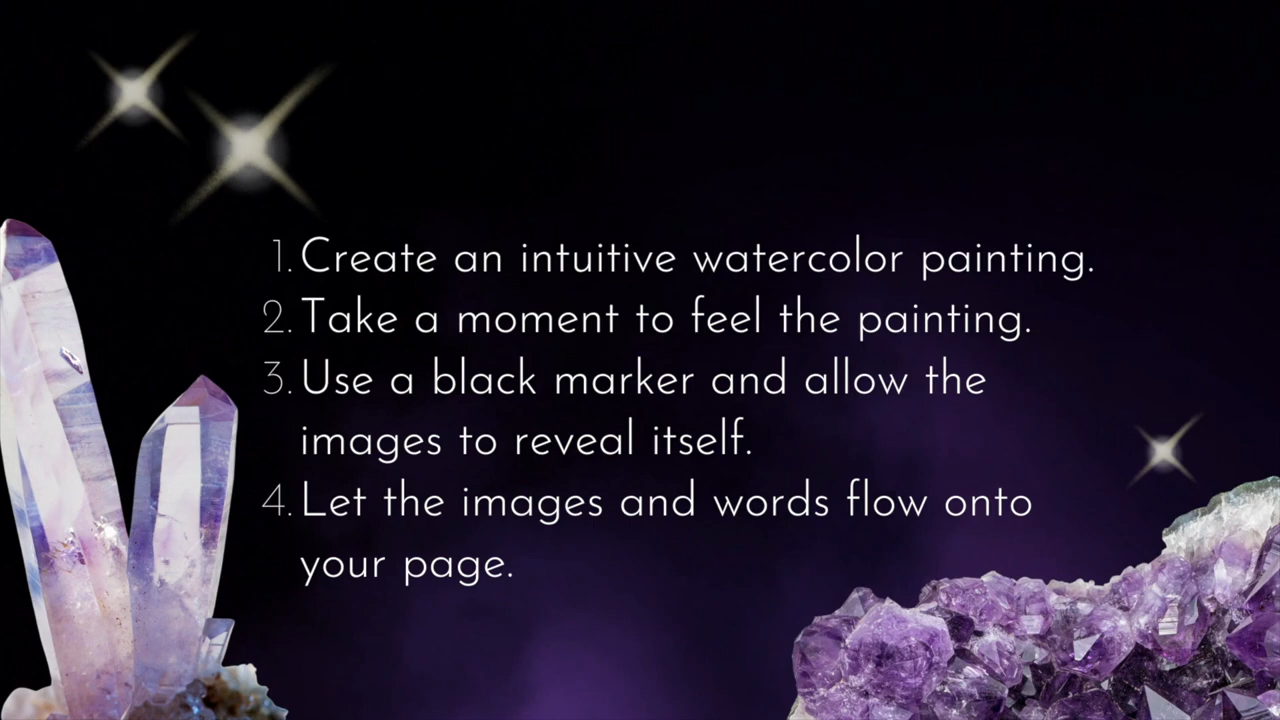 1. Create an intuitive watercolor painting.
2. Take a moment to feel the painting.
3. Use a black marker and allow the
images to reveal itself.
4. Let the images and words flow onto
your page.